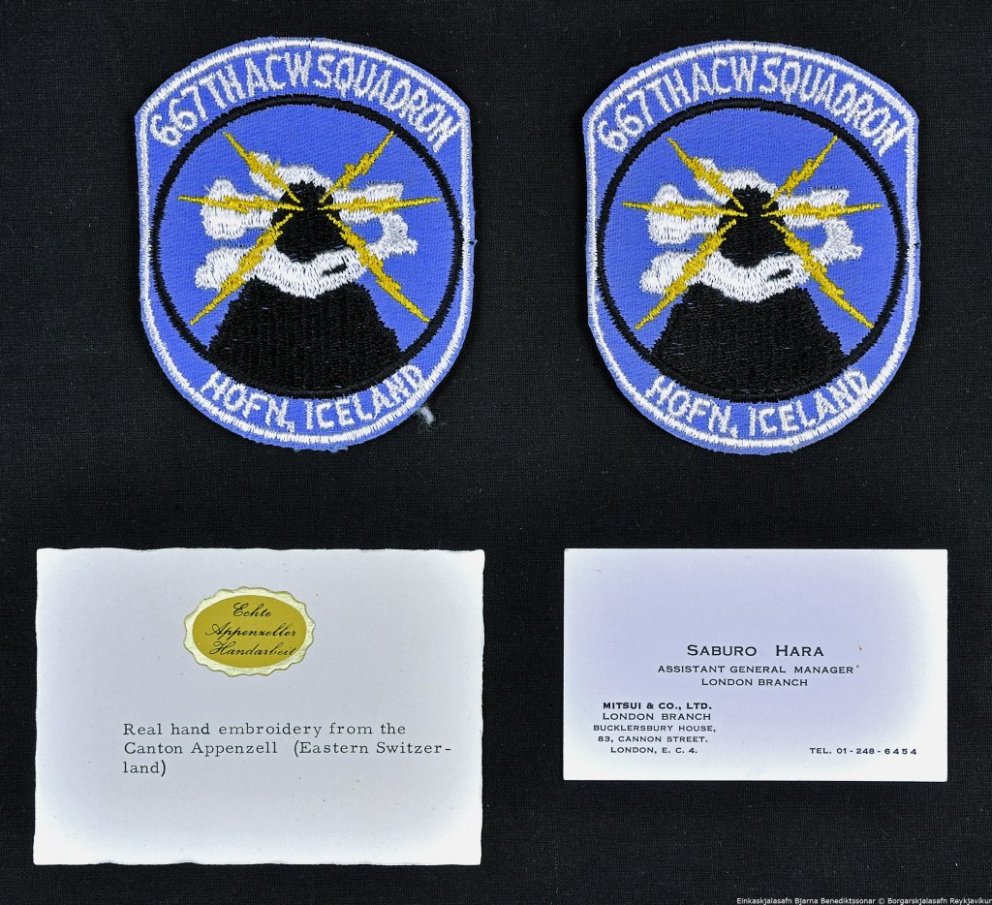 667TH ACW SQUADRON
HOFN, ICELAND
667TH ACW SQUADRON
HOFN, ICELAND
Echte
Appenzeller
Handarbeit
Real hand embroidery from the
Canton Appenzell (Eastern Switzer-
land)
SABURO HARA
ASSISTANT GENERAL MANAGER
LONDON BRANCH
MITSUI & CO., LTD.
LONDON BRANCH
BUCKLERSBURY HOUSE,
83, CANNON STREET.
LONDON, E. C. 4.
TEL. 01-248-6454
Einkaskjalasafn Bjarna Benediktssonar © Borgarskjalasafn Reykjavíkur